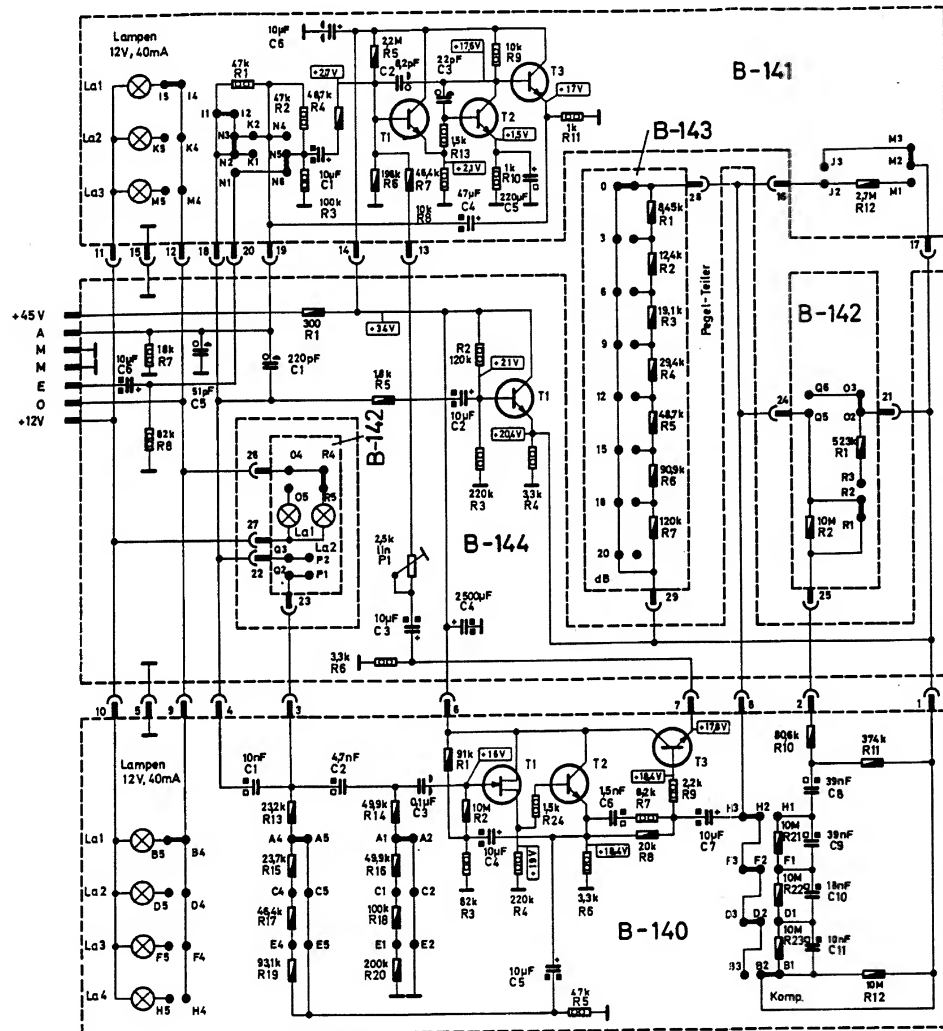 Lampen
12V, 40mA
La1
I5
I4
La2
K5
K4
La3
M5
M4
10µF
C6
47k
R1
47k
R2
I1
I2
K2
N3
N4
N2
K1
N5
N1
N6
48,7k
R4
+2,7V
2,2M
R5
C2
8,2pF
22pF
C3
+17,6V
10k
R9
T3
+17V
T1
T2
1,5k
R13
+2,1V
+1,5V
1k
R10
1k
R11
10µF
C1
100k
R3
196k
R6
46,4k
R7
10k
R8
47µF
C4
220µF
C5
B-141
B-143
J3
J2
M3
M2
M1
2,7M
R12
11
15
12
18
20
19
14
13
28
16
17
0
3
6
9
12
15
18
20
dB
8,45k
R1
12,4k
R2
19,1k
R3
29,4k
R4
48,7k
R5
90,9k
R6
120k
R7
Pegel-Teiler
29
B-142
Q6
O3
Q5
O2
24
21
523k
R1
R3
R2
R1
10M
R2
25
+45V
A
M
M
E
O
+12V
10µF
C6
18k
R7
51pF
C5
82k
R8
220pF
C1
300
R1
+34V
1,8k
R5
R2
120k
+21V
10µF
C2
T1
+20,4V
220k
R3
3,3k
R4
B-142
26
O4
R4
O5
R5
La1
27
Q3
La2
P2
22
Q2
P1
23
B-144
2,5k
lin
P1
10µF
C3
2500µF
C4
3,3k
R6
10
5
9
4
3
6
7
2
1
Lampen
12V, 40mA
La1
B5
B4
La2
D5
D4
La3
F5
F4
La4
H5
H4
10nF
C1
4,7nF
C2
0,1µF
C3
23,2k
R13
A4
A5
23,7k
R15
C4
C5
46,4k
R17
E4
E5
93,1k
R19
49,9k
R14
A1
A2
49,9k
R16
C1
C2
100k
R18
E1
E2
200k
R20
91k
R1
+16V
T1
10M
R2
10µF
C4
82k
R3
+19V
220k
R4
1,5k
R24
T2
+18,4V
3,3k
R6
1,5nF
C6
8,2k
R7
20k
R8
T3
+17,8V
+18,4V
2,2k
R9
10µF
C7
10µF
C5
47k
R5
B-140
H3
H2
H1
F3
F2
F1
D3
D2
D1
B3
B2
B1
Komp.
80,6k
R10
374k
R11
39nF
C8
10M
R21
39nF
C9
10M
R22
18nF
C10
10M
R23
10nF
C11
10M
R12